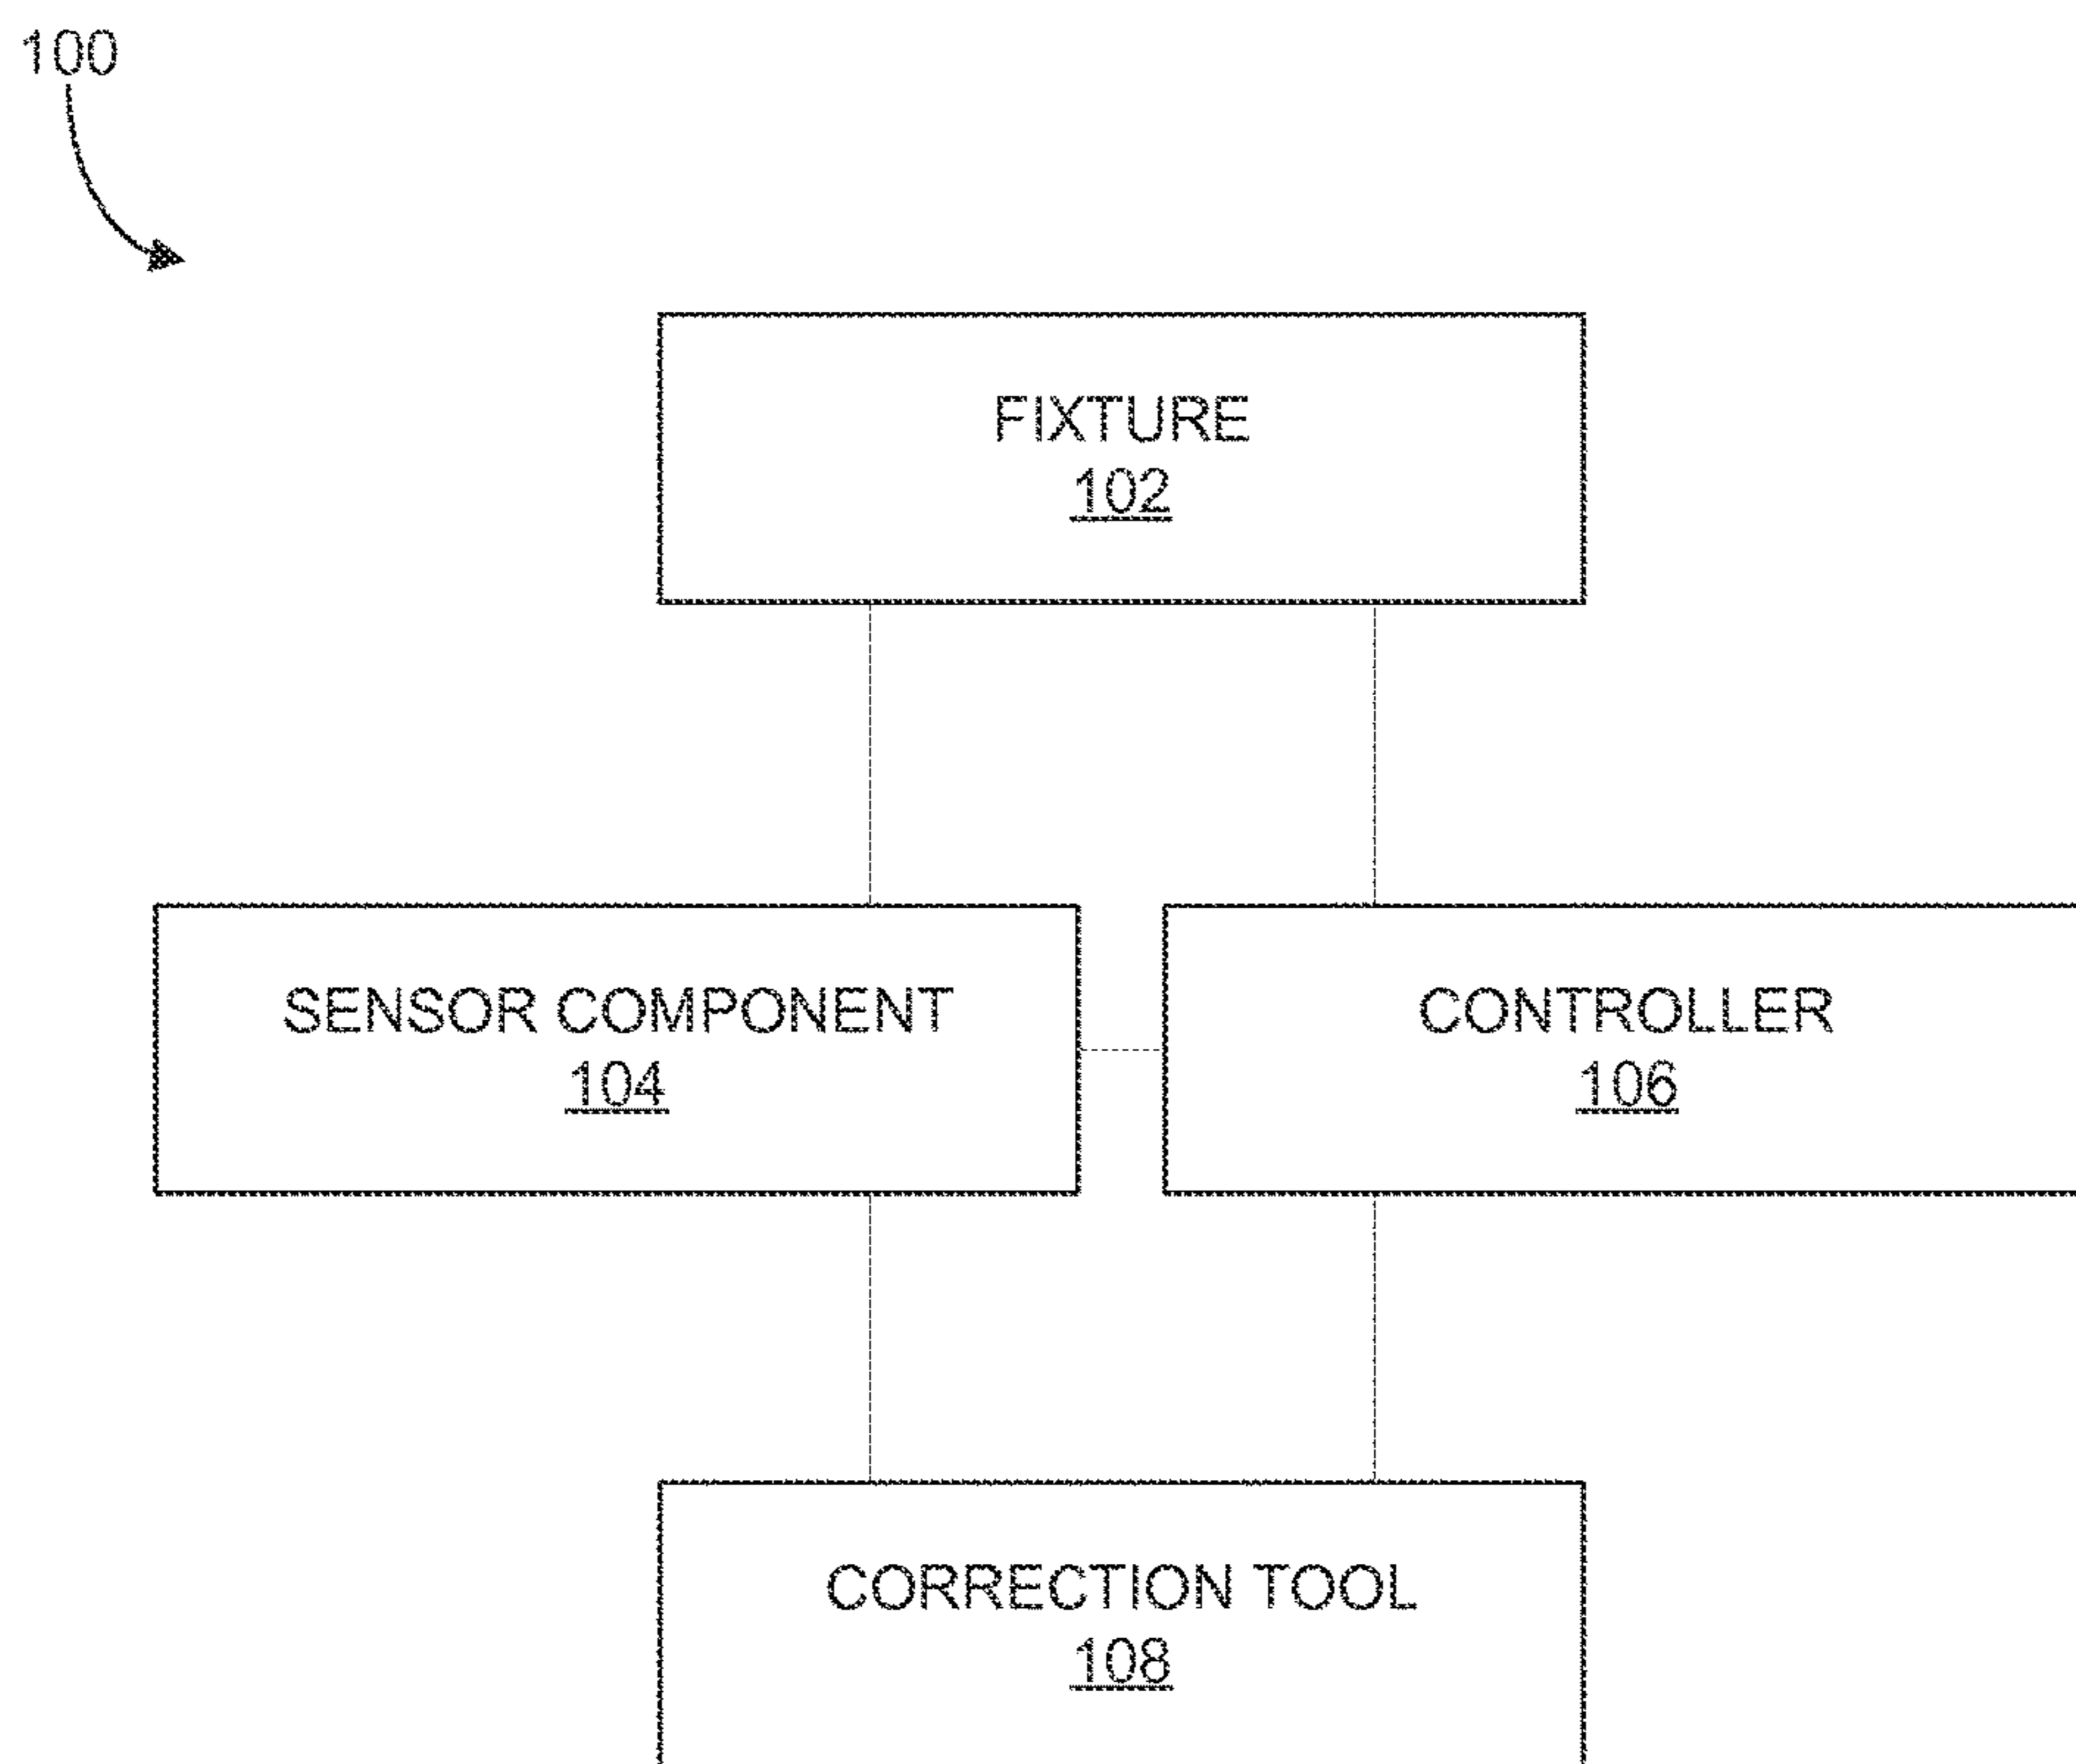 100
FIXTURE
102
SENSOR COMPONENT
104
CONTROLLER
106
CORRECTION TOOL
108